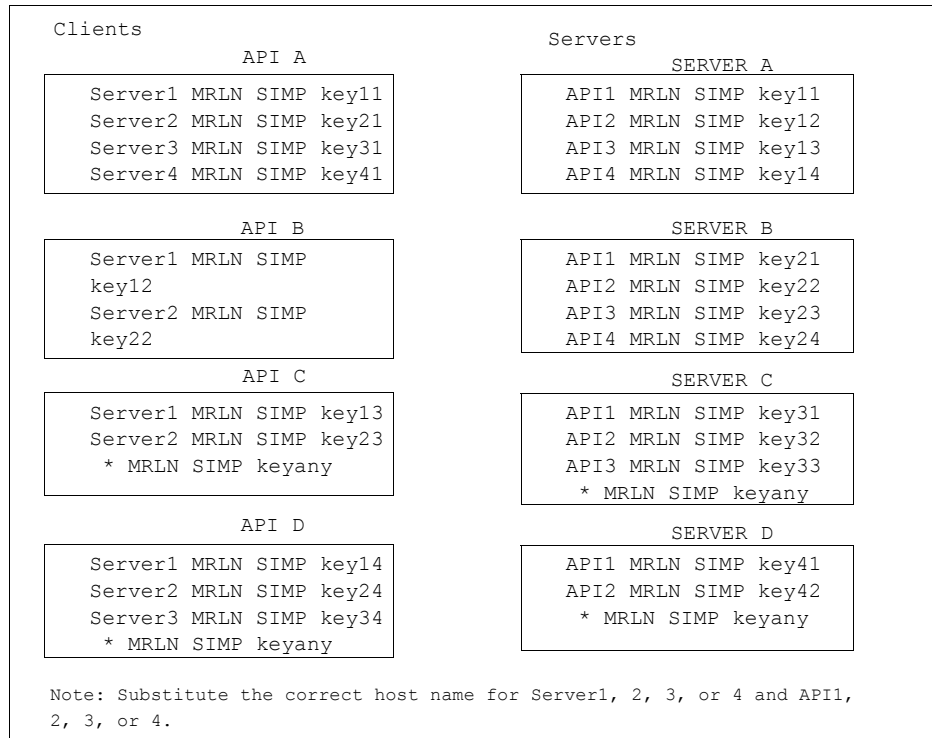 Clients
API A
Server1 MRLN SIMP key11
Server2 MRLN SIMP key21
Server3 MRLN SIMP key31
Server4 MRLN SIMP key41
API B
Server1 MRLN SIMP
key12
Server2 MRLN SIMP
key22
API C
Server1 MRLN SIMP key13
Server2 MRLN SIMP key23
* MRLN SIMP keyany
API D
Server1 MRLN SIMP key14
Server2 MRLN SIMP key24
Server3 MRLN SIMP key34
* MRLN SIMP keyany
Servers
SERVER A
API1 MRLN SIMP key11
API2 MRLN SIMP key12
API3 MRLN SIMP key13
API4 MRLN SIMP key14
SERVER B
API1 MRLN SIMP key21
API2 MRLN SIMP key22
API3 MRLN SIMP key23
API4 MRLN SIMP key24
SERVER C
API1 MRLN SIMP key31
API2 MRLN SIMP key32
API3 MRLN SIMP key33
* MRLN SIMP keyany
SERVER D
API1 MRLN SIMP key41
API2 MRLN SIMP key42
* MRLN SIMP keyany
Note: Substitute the correct host name for Server1, 2, 3, or 4 and API1,
2, 3, or 4.